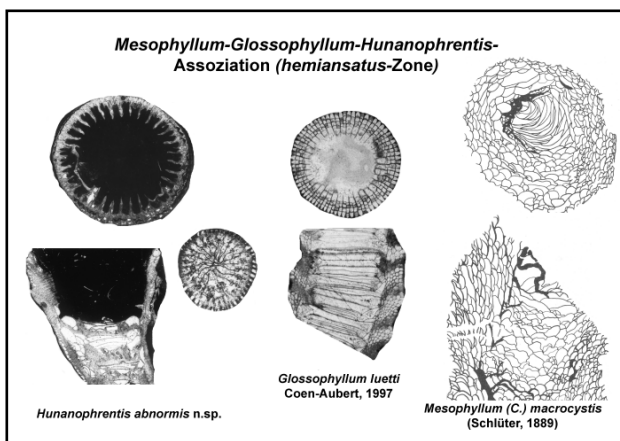 Mesophyllum-Glossophyllum-Hunanophrentis-
Assoziation (hemiansatus-Zone)
Hunanophrentis abnormis n.sp.
Glossophyllum luetti
Coen-Aubert, 1997
Mesophyllum (C.) macrocystis
(Schlüter, 1889)